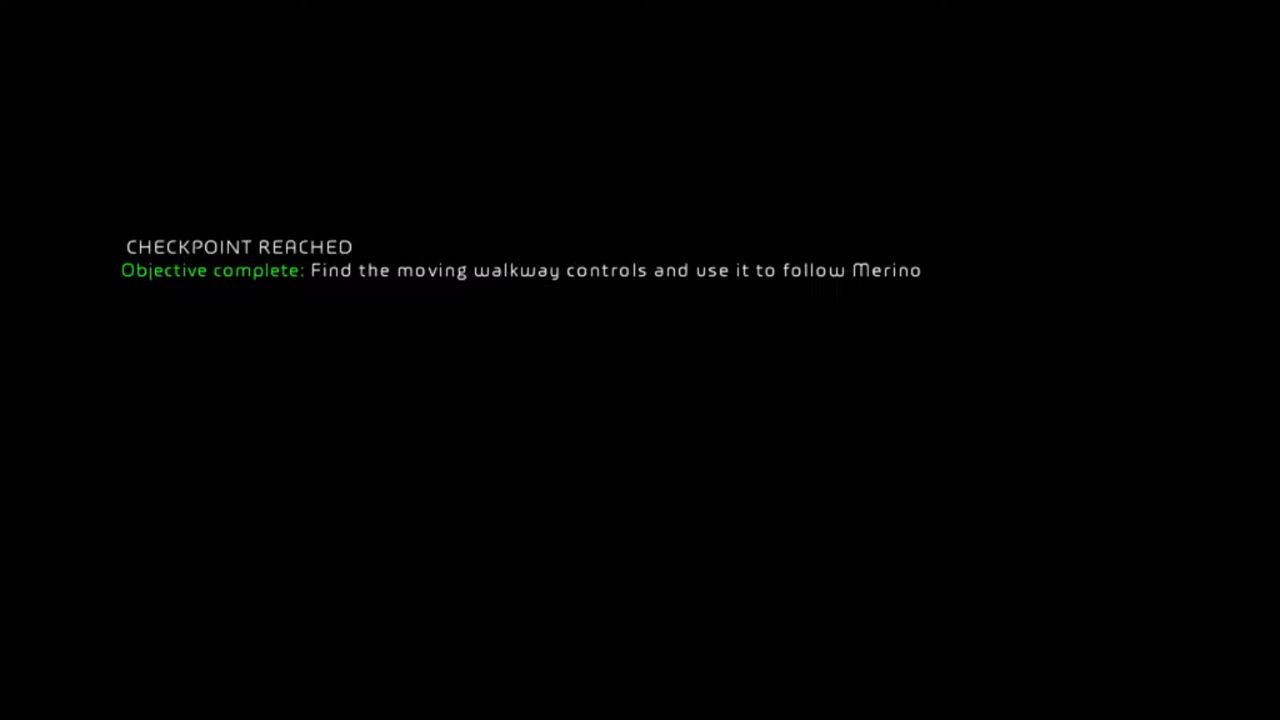 CHECKPOINT REACHED
Objective complete: Find the moving walkway controls and use it to follow Merino